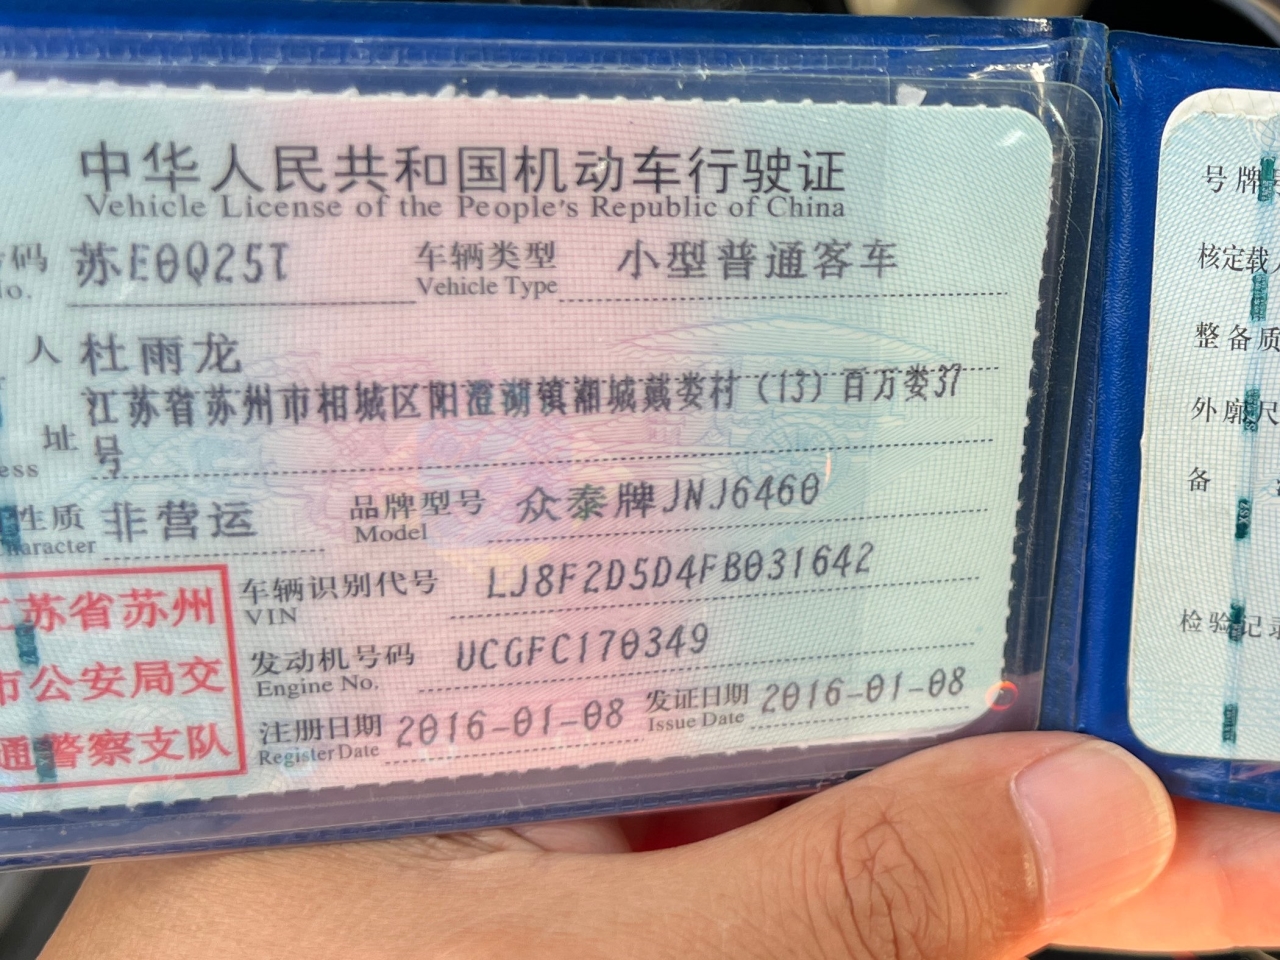 中华人民共和国机动车行驶证
Vehicle License of the People's Republic of China
号码 苏E0Q25T 车辆类型 小型普通客车
No. Vehicle Type
人 杜雨龙
江苏省苏州市相城区阳澄湖镇湘城戴娄村（13）百万娄37
址 号
ess
性质 非营运 品牌型号 众泰牌JNJ6460
haracter Model
车辆识别代号 LJ8F2D5D4FB031642
VIN
发动机号码 UCGFC170349
Engine No.
注册日期 2016-01-08 发证日期 2016-01-08
Register Date Issue Date
江苏省苏州
市公安局交
通警察支队
号牌号
核定载人
整备质
外廓尺
备
检验记录